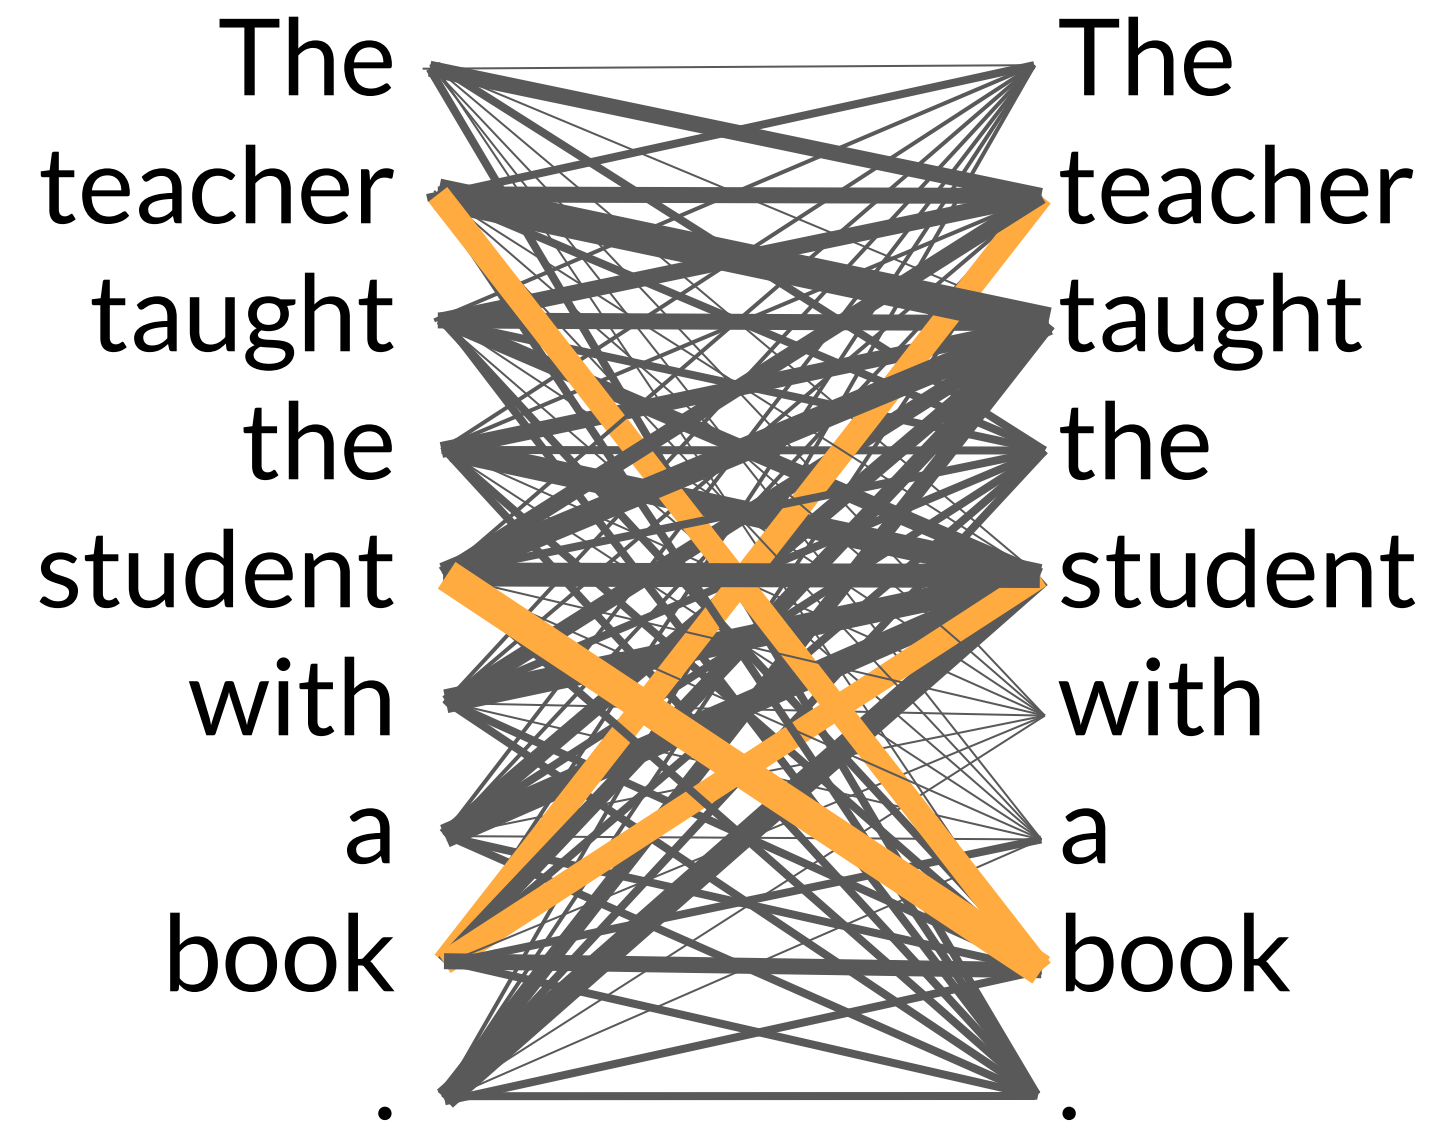 The The
teacher teacher
taught taught
the the
student student
with with
a a
book book
. .